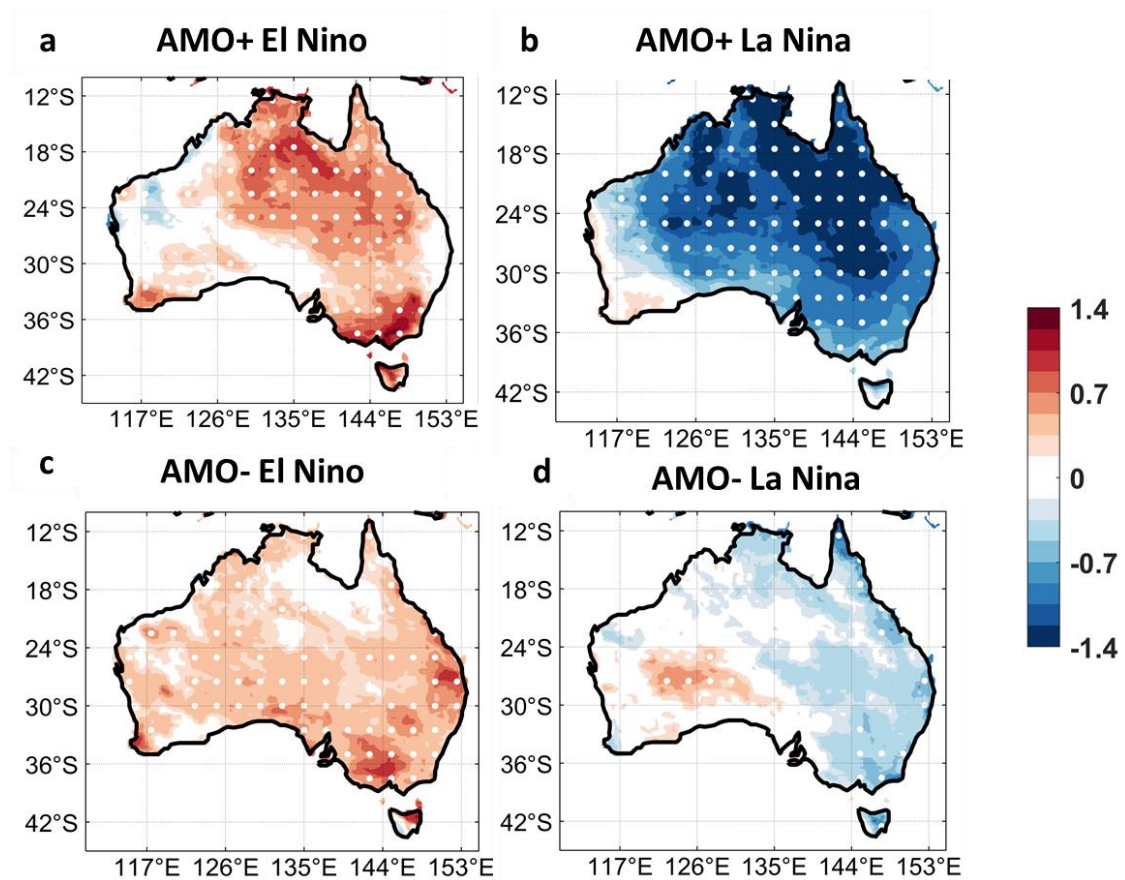 a AMO+ El Nino
12°S
18°S
24°S
30°S
36°S
42°S
117°E 126°E 135°E 144°E 153°E
b AMO+ La Nina
12°S
18°S
24°S
30°S
36°S
42°S
117°E 126°E 135°E 144°E 153°E
c AMO- El Nino
12°S
18°S
24°S
30°S
36°S
42°S
117°E 126°E 135°E 144°E 153°E
d AMO- La Nina
12°S
18°S
24°S
30°S
36°S
42°S
117°E 126°E 135°E 144°E 153°E
1.4
0.7
0
-0.7
-1.4